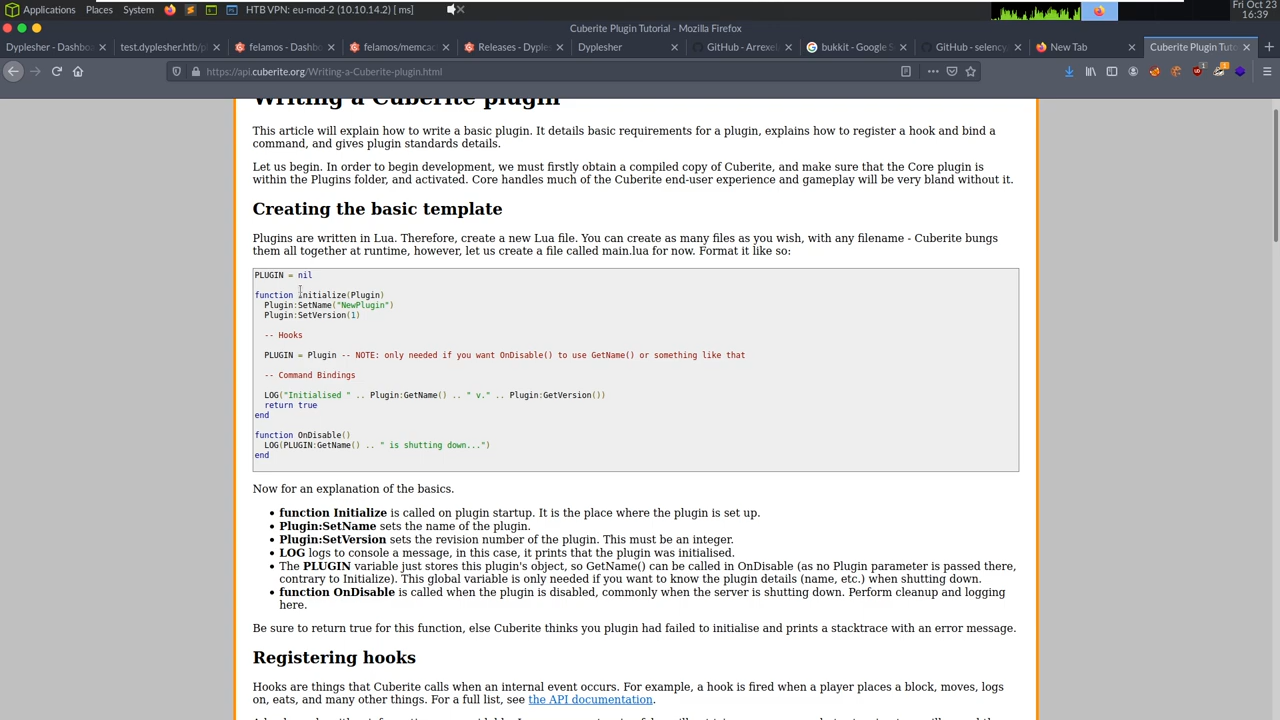 Applications Places System HTB VPN: eu-mod-2 (10.10.14.2) [ms]
Fri Oct 23
16:39
Cuberite Plugin Tutorial - Mozilla Firefox
Dyplesher - Dashbo
test.dyplesher.htb/
felamos - Dashbo
felamos/memcac
Releases - Dyples
Dyplesher
GitHub - Arrexel
bukkit - Google S
GitHub - selency
New Tab
Cuberite Plugin Tuto
https://api.cuberite.org/Writing-a-Cuberite-plugin.html
Writing a Cuberite plugin
This article will explain how to write a basic plugin. It details basic requirements for a plugin, explains how to register a hook and bind a
command, and gives plugin standards details.
Let us begin. In order to begin development, we must firstly obtain a compiled copy of Cuberite, and make sure that the Core plugin is
within the Plugins folder, and activated. Core handles much of the Cuberite end-user experience and gameplay will be very bland without it.
Creating the basic template
Plugins are written in Lua. Therefore, create a new Lua file. You can create as many files as you wish, with any filename - Cuberite bungs
them all together at runtime, however, let us create a file called main.lua for now. Format it like so:
PLUGIN = nil
function Initialize(Plugin)
Plugin:SetName("NewPlugin")
Plugin:SetVersion(1)
-- Hooks
PLUGIN = Plugin -- NOTE: only needed if you want OnDisable() to use GetName() or something like that
-- Command Bindings
LOG("Initialised " .. Plugin:GetName() .. " v." .. Plugin:GetVersion())
return true
end
function OnDisable()
LOG(PLUGIN:GetName() .. " is shutting down...")
end
Now for an explanation of the basics.
• function Initialize is called on plugin startup. It is the place where the plugin is set up.
• Plugin:SetName sets the name of the plugin.
• Plugin:SetVersion sets the revision number of the plugin. This must be an integer.
• LOG logs to console a message, in this case, it prints that the plugin was initialised.
• The PLUGIN variable just stores this plugin's object, so GetName() can be called in OnDisable (as no Plugin parameter is passed there,
contrary to Initialize). This global variable is only needed if you want to know the plugin details (name, etc.) when shutting down.
• function OnDisable is called when the plugin is disabled, commonly when the server is shutting down. Perform cleanup and logging
here.
Be sure to return true for this function, else Cuberite thinks you plugin had failed to initialise and prints a stacktrace with an error message.
Registering hooks
Hooks are things that Cuberite calls when an internal event occurs. For example, a hook is fired when a player places a block, moves, logs
on, eats, and many other things. For a full list, see the API documentation.